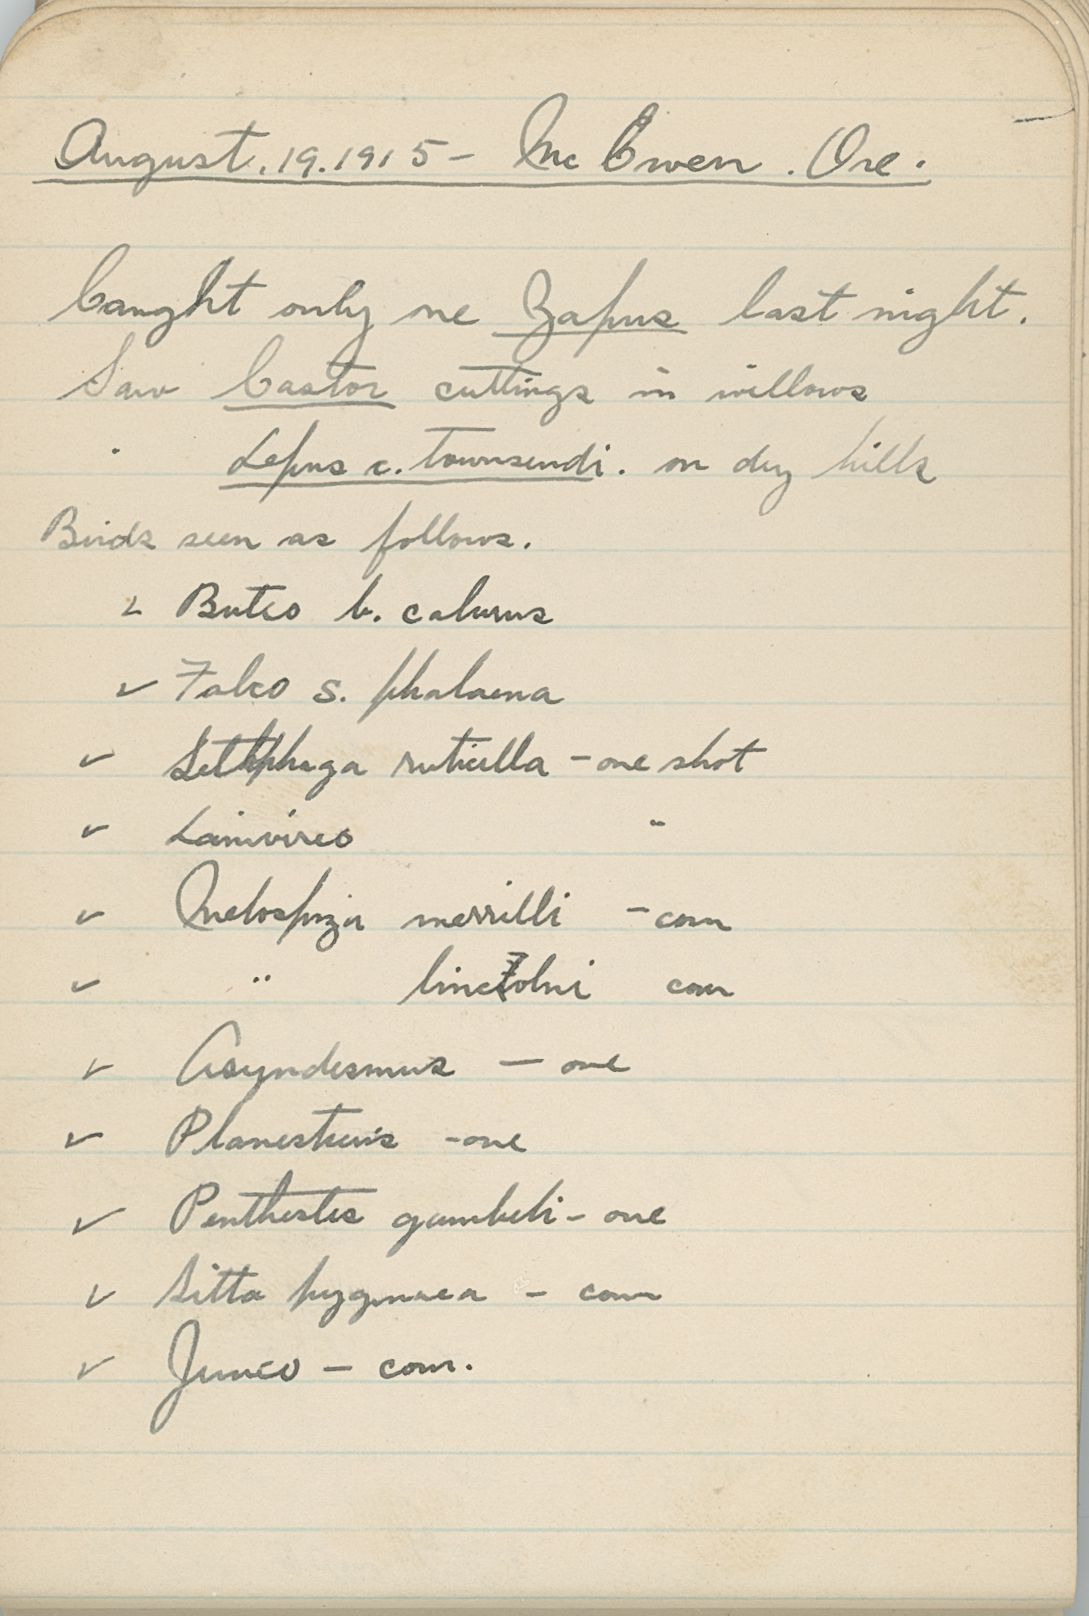 August. 19. 1915 - McEwen. Ore.
Caught only one Zapus last night.
Saw Castor cuttings in willows
" Lepus c. townsendi. on dry hills
Birds seen as follows.
✓ Buteo b. calurus
✓ Falco s. phalaena
✓ Setophaga ruticilla - one shot
✓ Lanivireo "
✓ Melospiza merrilli - com
✓ " lincolni com
✓ Asyndesmus - one
✓ Planesticus - one
✓ Penthestes gambeli - one
✓ Sitta pygmaea - com
✓ Junco - com.